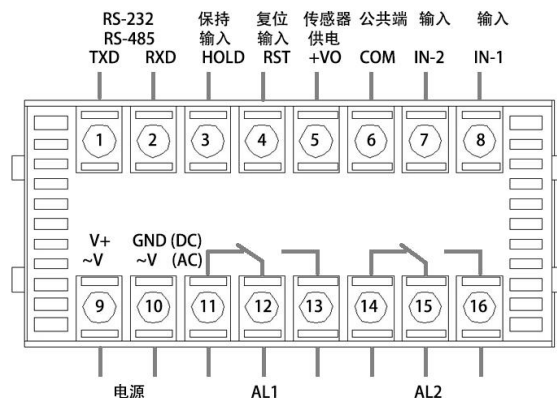 RS-232 保持 复位 传感器 公共端 输入 输入
RS-485 输入 输入 供电
TXD RXD HOLD RST +VO COM IN-2 IN-1
1 2 3 4 5 6 7 8
V+ GND (DC)
~V ~V (AC)
9 10 11 12 13 14 15 16
电源 AL1 AL2